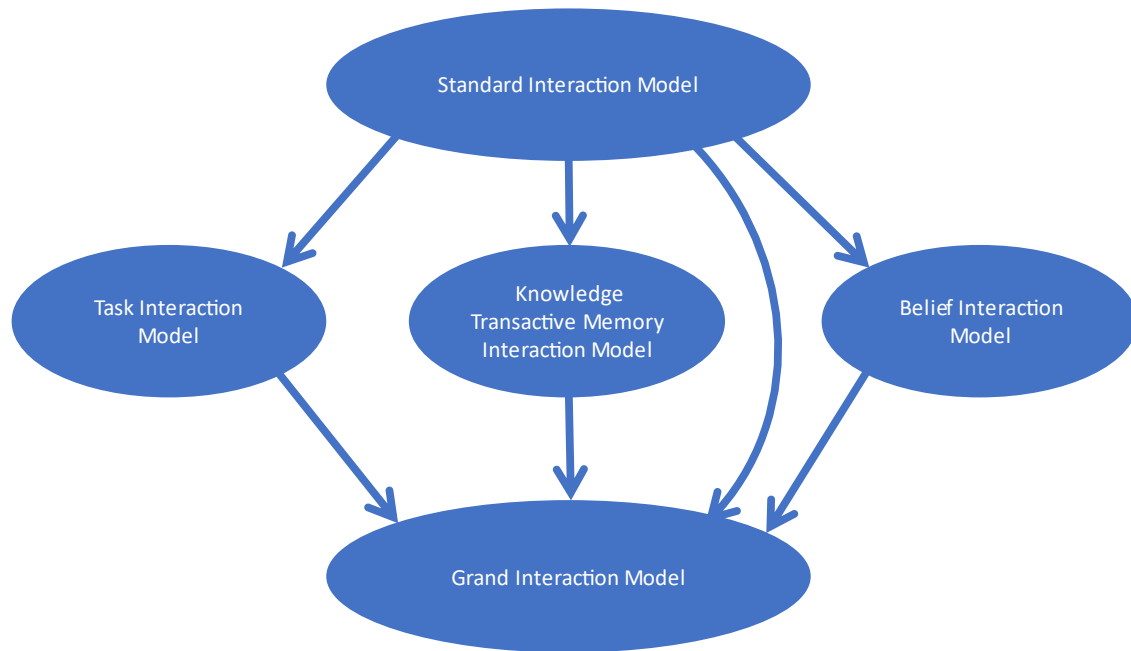 Standard Interaction Model
Task Interaction
Model
Knowledge
Transactive Memory
Interaction Model
Belief Interaction
Model
Grand Interaction Model